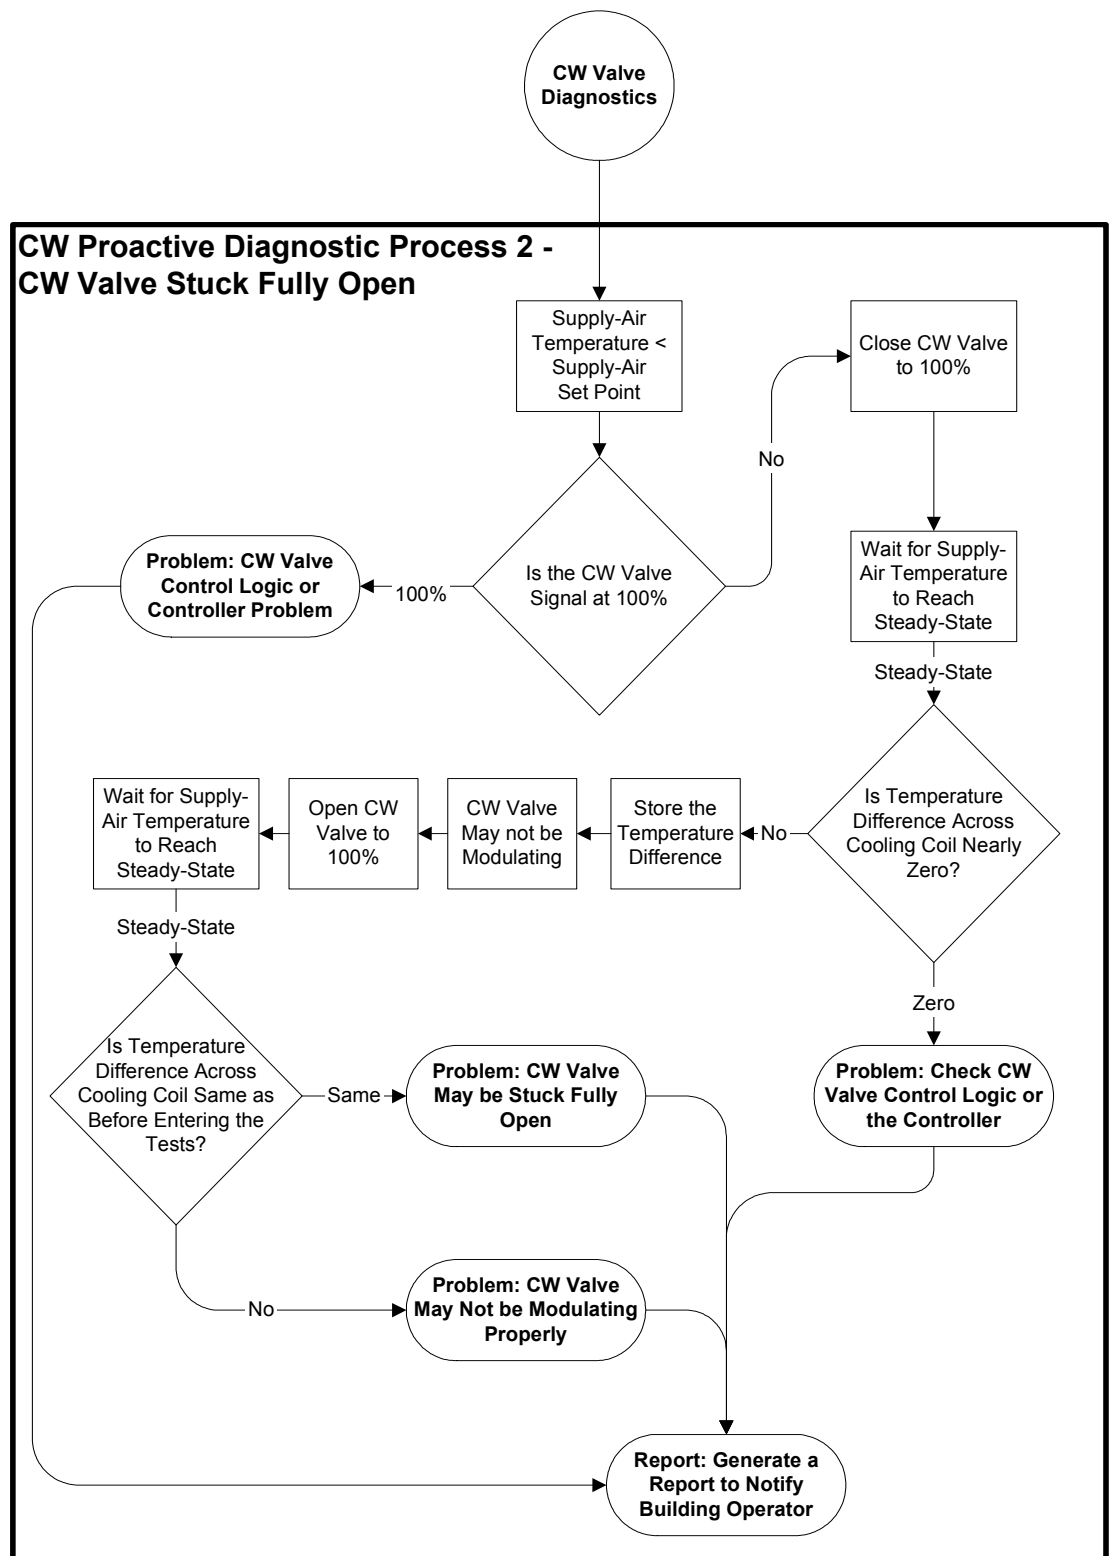 CW Valve
Diagnostics
CW Proactive Diagnostic Process 2 -
CW Valve Stuck Fully Open
Supply-Air
Temperature <
Supply-Air
Set Point
Close CW Valve
to 100%
No
Is the CW Valve
Signal at 100%
100%
Problem: CW Valve
Control Logic or
Controller Problem
Wait for Supply-
Air Temperature
to Reach
Steady-State
Steady-State
Is Temperature
Difference Across
Cooling Coil Nearly
Zero?
No
Store the
Temperature
Difference
CW Valve
May not be
Modulating
Open CW
Valve to
100%
Wait for Supply-
Air Temperature
to Reach
Steady-State
Steady-State
Zero
Is Temperature
Difference Across
Cooling Coil Same as
Before Entering the
Tests?
Same
Problem: CW Valve
May be Stuck Fully
Open
Problem: Check CW
Valve Control Logic or
the Controller
No
Problem: CW Valve
May Not be Modulating
Properly
Report: Generate a
Report to Notify
Building Operator